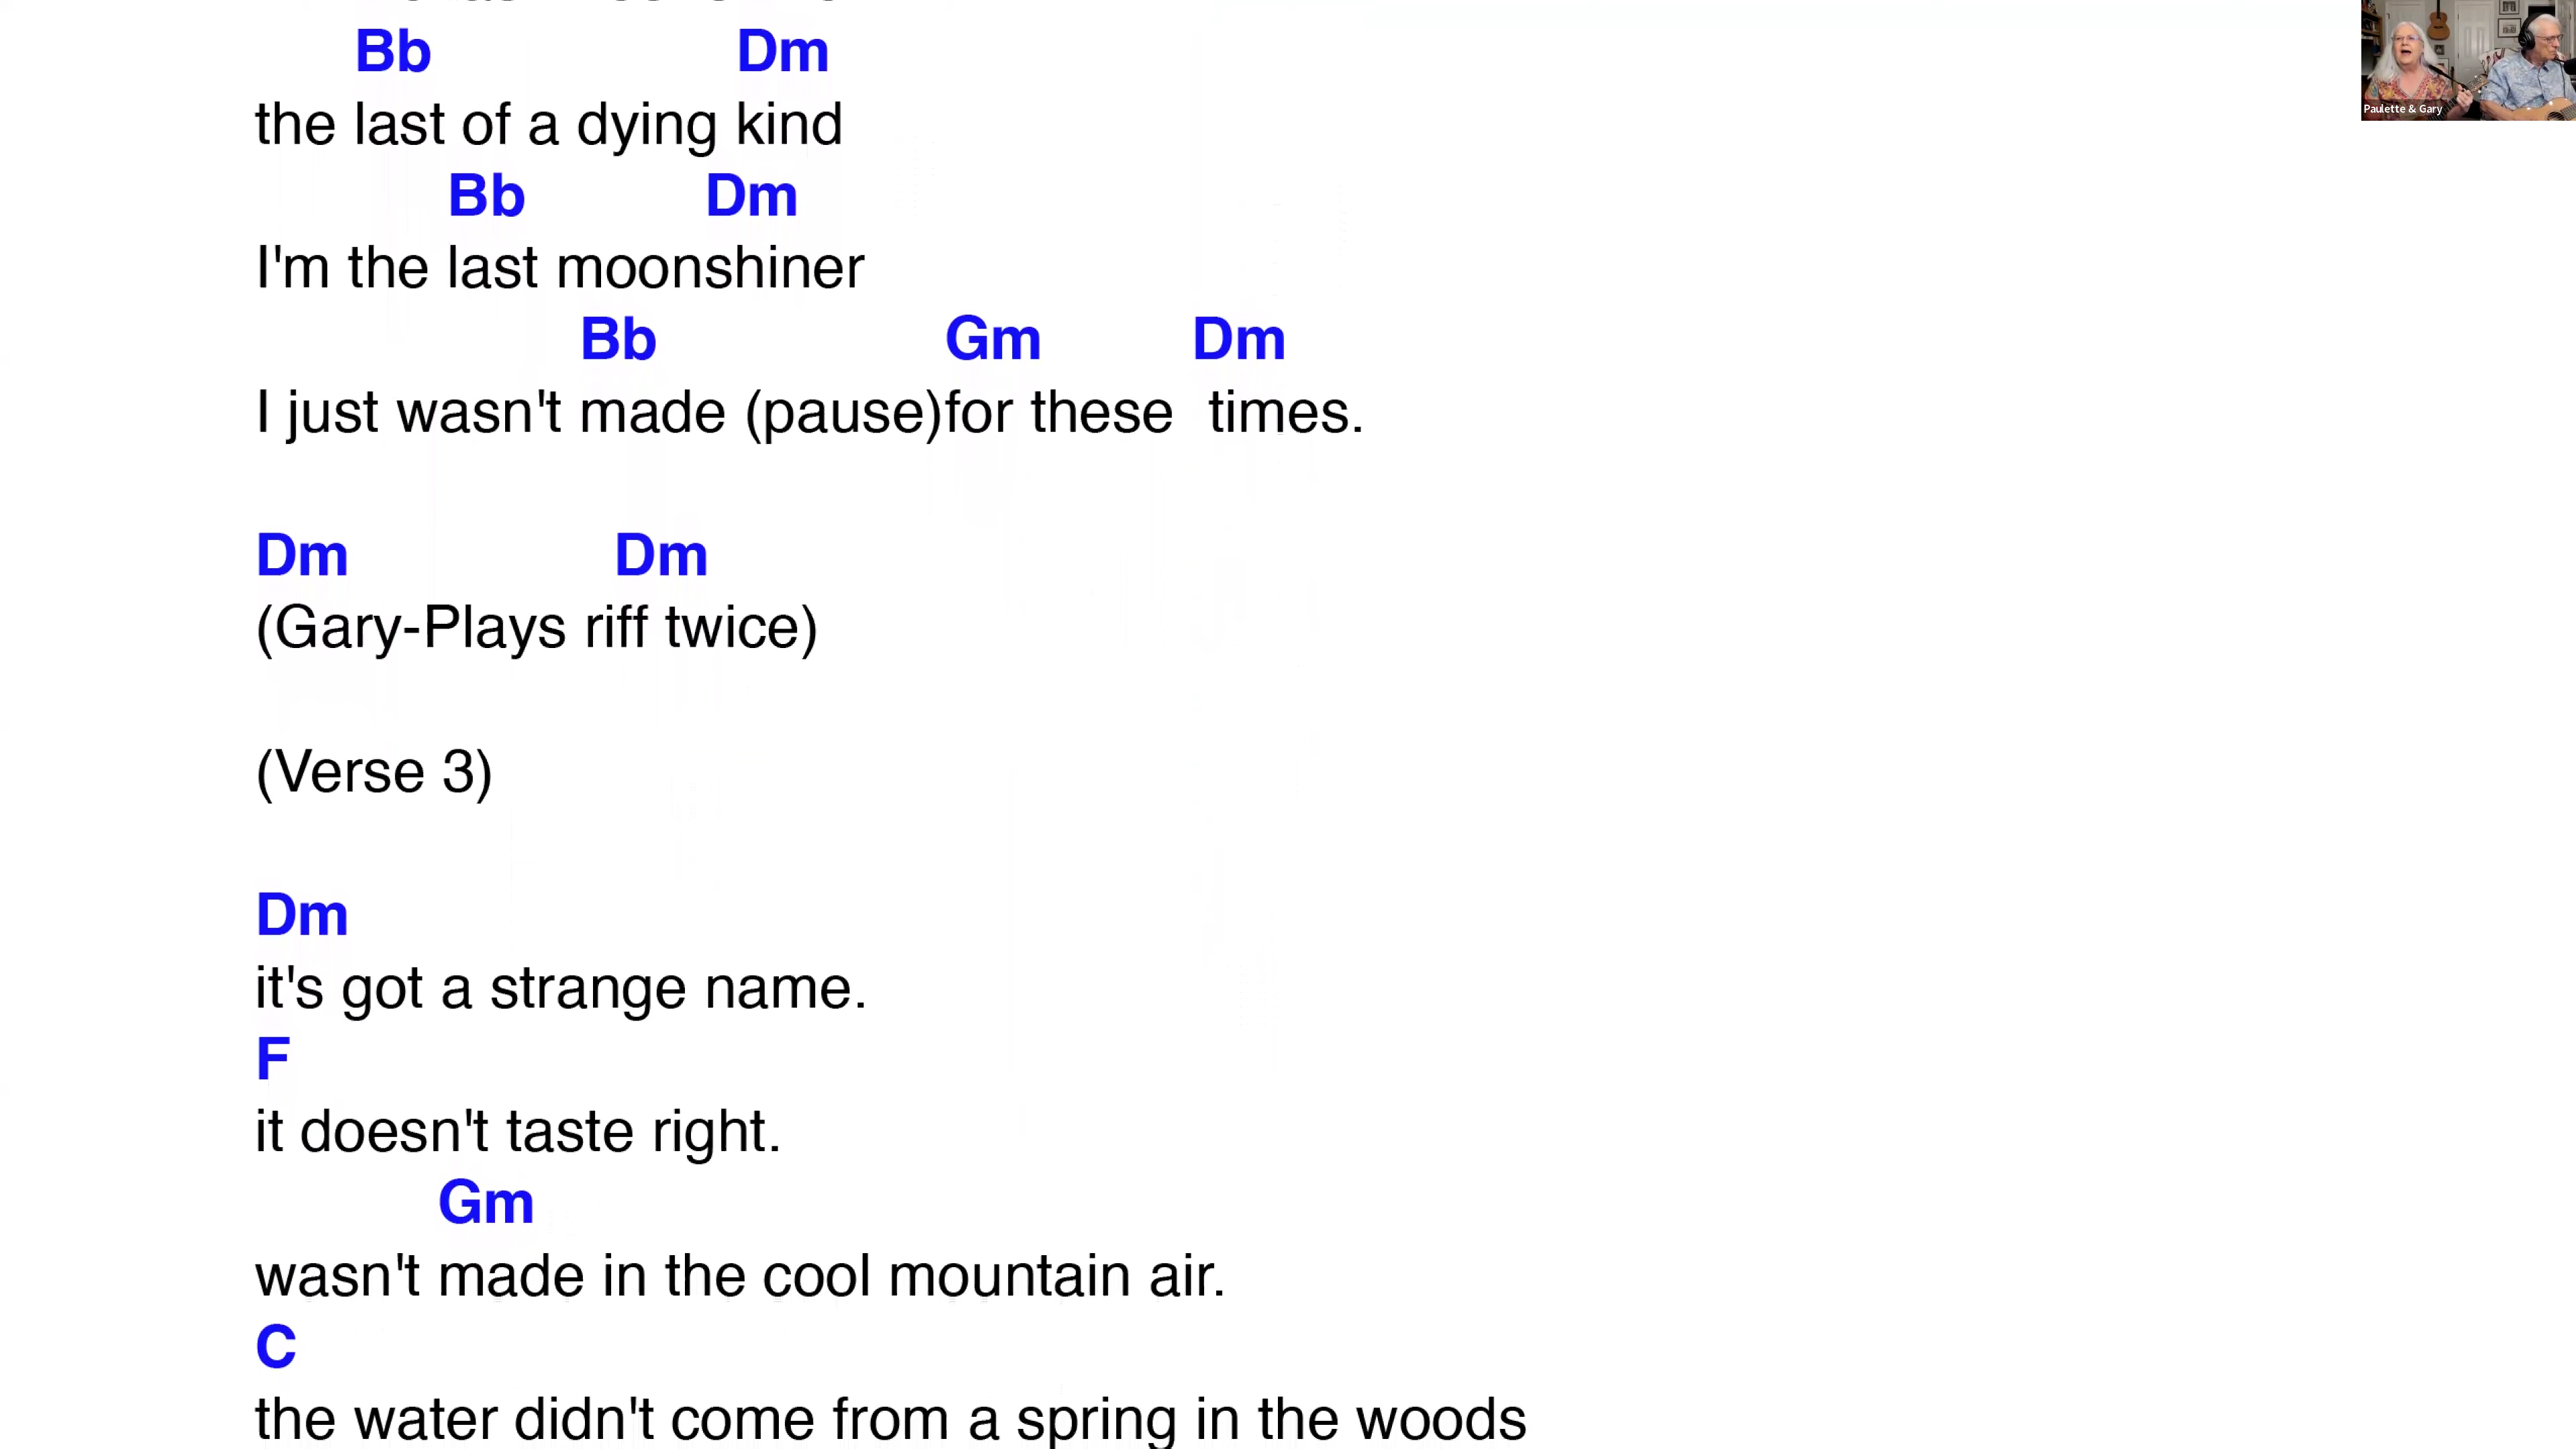 Bb Dm
the last of a dying kind
Bb Dm
I'm the last moonshiner
Bb Gm Dm
I just wasn't made (pause)for these  times.
Dm Dm
(Gary-Plays riff twice)
(Verse 3)
Dm
it's got a strange name.
F
it doesn't taste right.
Gm
wasn't made in the cool mountain air.
C
the water didn't come from a spring in the woods
Paulette & Gary